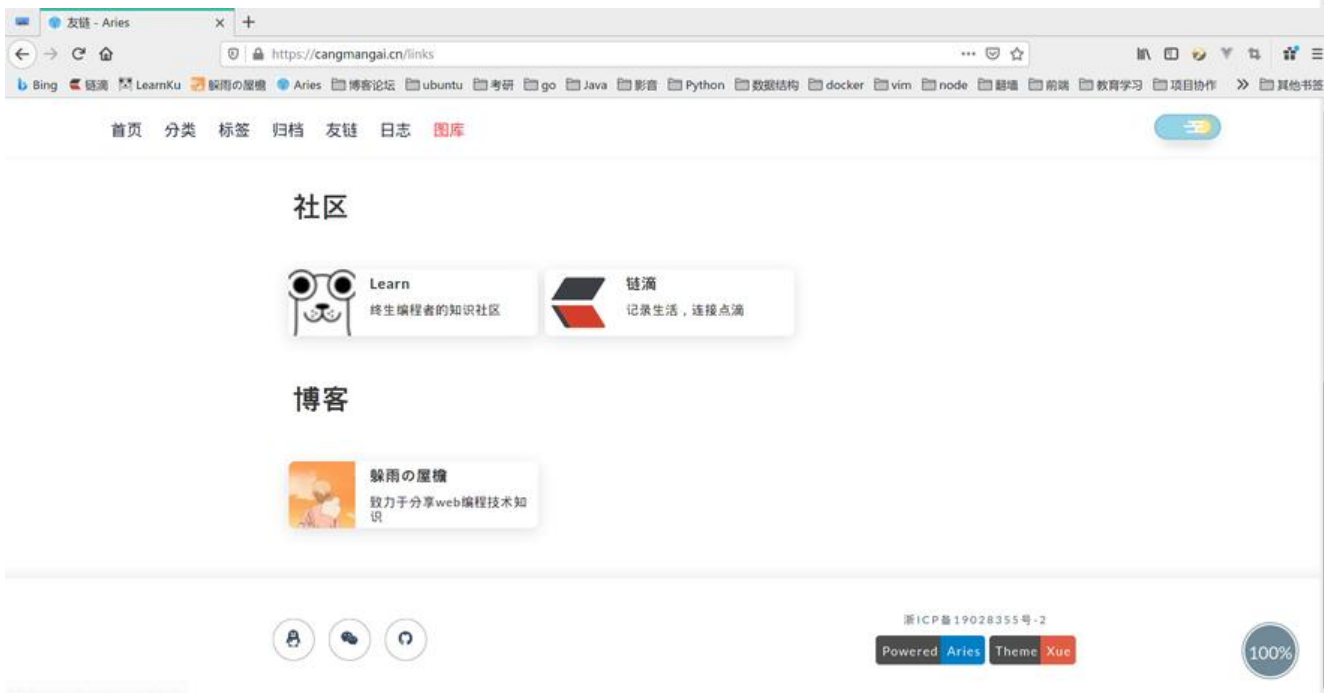 友链 - Aries
https://cangmangai.cn/links
Bing 链滴 LearnKu 躲雨の屋檐 Aries 博客论坛 ubuntu 考研 go Java 影音 Python 数据结构 docker vim node 翻墙 前端 教育学习 项目协作 其他书签
首页 分类 标签 归档 友链 日志 图库
社区
Learn
终生编程者的知识社区
链滴
记录生活，连接点滴
博客
躲雨の屋檐
致力于分享web编程技术知
识
浙ICP备19028355号-2
Powered Aries Theme Xue
100%